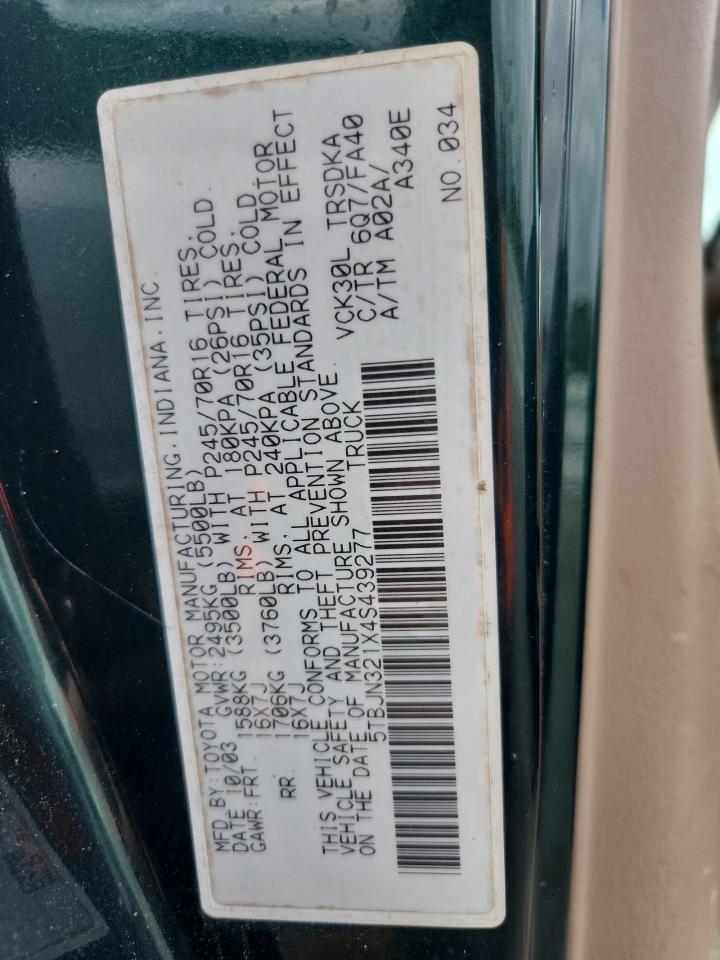 MFD. BY: TOYOTA MOTOR MANUFACTURING, INDIANA, INC.
DATE 10/03 GVWR: 2495KG (5500LB)
GAWR: FRT. 1588KG (3500LB) WITH P245/70R16 TIRES,
16X7J RIMS, AT 180KPA (26PSI) COLD
RR. 1706KG (3760LB) WITH P245/70R16 TIRES,
16X7J RIMS, AT 240KPA (35PSI) COLD
THIS VEHICLE CONFORMS TO ALL APPLICABLE FEDERAL MOTOR
VEHICLE SAFETY AND THEFT PREVENTION STANDARDS IN EFFECT
ON THE DATE OF MANUFACTURE SHOWN ABOVE.
5TBJN321X4S439277 TRUCK
VCK30L TRSDKA
C/TR 6Q7/FA40
A/TM A02A/
A340E
NO.034